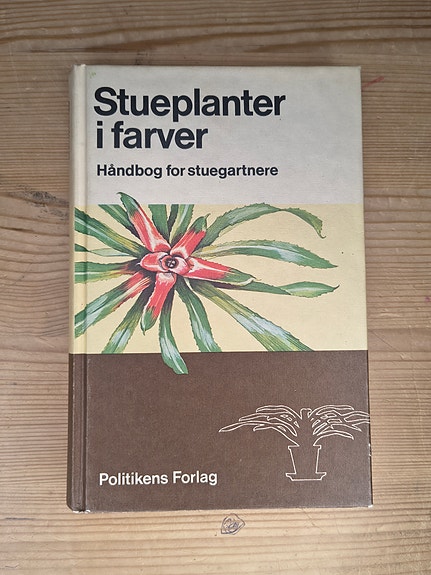 Stueplanter
i farver
Håndbog for stuegartnere
Politikens Forlag